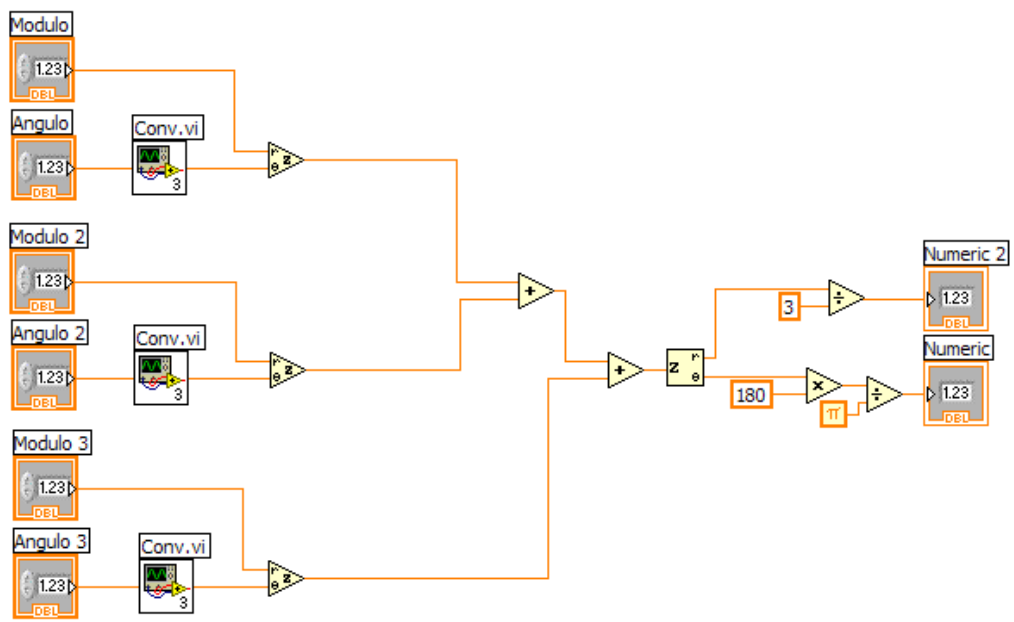 Modulo
1.23
DBL
Angulo
1.23
DBL
Conv.vi
3
r
θ z
Modulo 2
1.23
DBL
Angulo 2
1.23
DBL
Conv.vi
3
r
θ z
Modulo 3
1.23
DBL
Angulo 3
1.23
DBL
Conv.vi
3
r
θ z
+
+
z r
θ
3
÷
180
×
π
÷
Numeric 2
1.23
DBL
Numeric
1.23
DBL